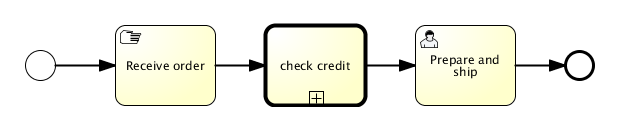 Receive order
check credit
Prepare and
ship